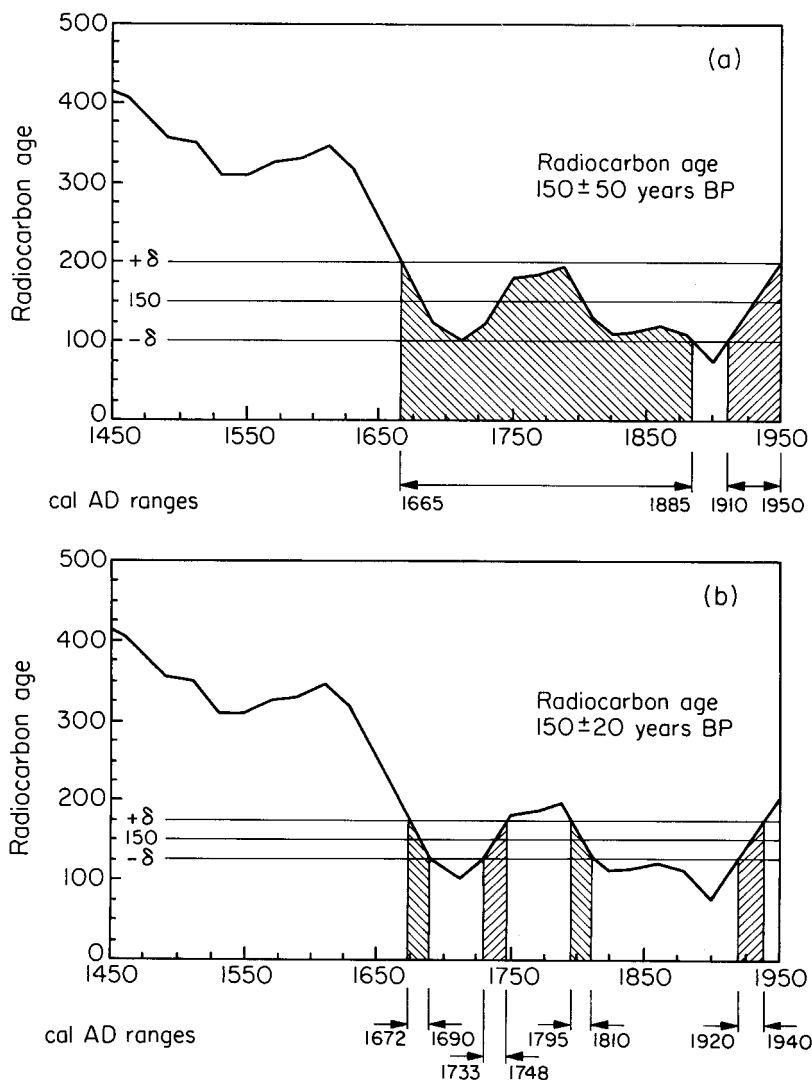 500
(a)
400
Radiocarbon age
300
Radiocarbon age
150 ± 50 years BP
200
+δ
150
100
-δ
0
1450 1550 1650 1750 1850 1950
cal AD ranges
1665 1885 1910 1950
500
(b)
400
Radiocarbon age
300
Radiocarbon age
150 ± 20 years BP
200
+δ
150
-δ
100
0
1450 1550 1650 1750 1850 1950
cal AD ranges
1672 1690 1795 1810 1920 1940
1733 1748